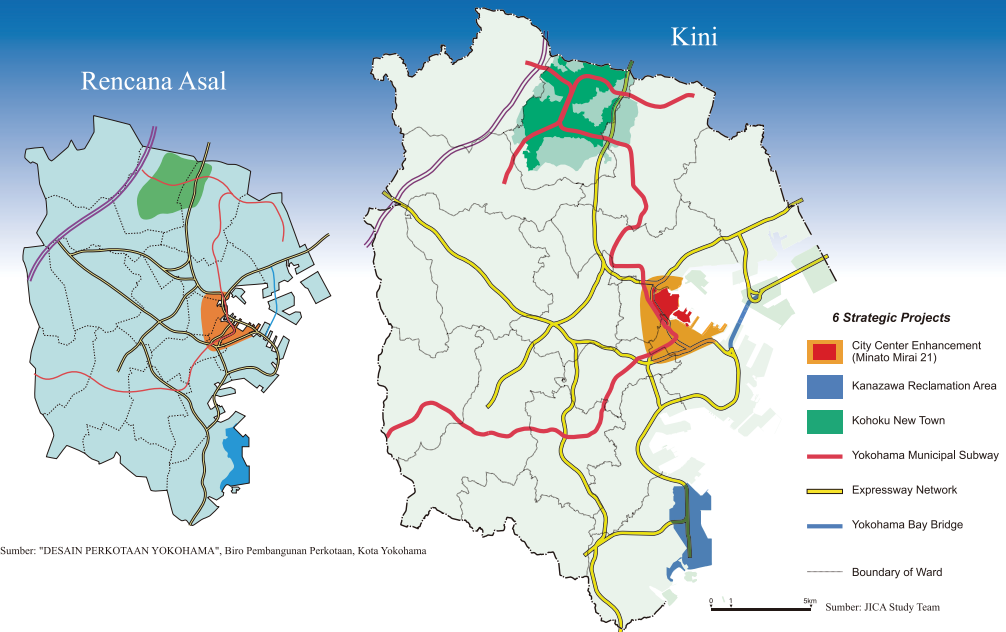 Rencana Asal
Kini
6 Strategic Projects
City Center Enhancement
(Minato Mirai 21)
Kanazawa Reclamation Area
Kohoku New Town
Yokohama Municipal Subway
Expressway Network
Yokohama Bay Bridge
Boundary of Ward
0 1 5km
Sumber: JICA Study Team
Sumber: "DESAIN PERKOTAAN YOKOHAMA", Biro Pembangunan Perkotaan, Kota Yokohama